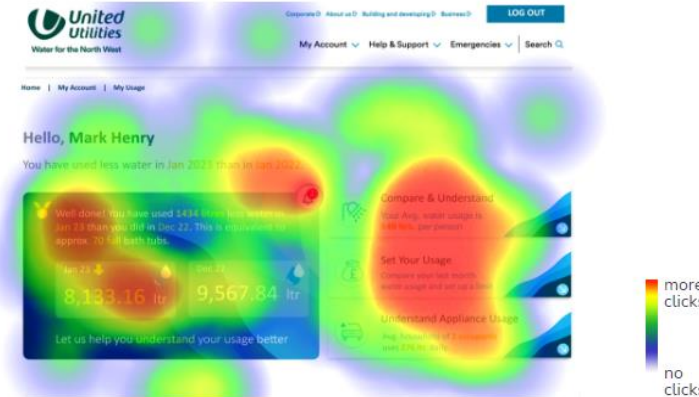 United
Utilities
Water for the North West
Corporate About us Building and developing Business
LOG OUT
My Account Help & Support Emergencies Search
Home | My Account | My Usage
Hello, Mark Henry
You have used less water in Jan 2023 than in Jan 2022.
Well done! You have used 1434 litres less water in
Jan 23 than you did in Dec 22. This is equivalent to
approx. 70 full bath tubs.
Jan 23
8,133.16 ltr
Dec 22
9,567.84 ltr
Let us help you understand your usage better
Compare & Understand
Your Avg. water usage is
per person
Set Your Usage
Compare your last month
water usage and set up a limit
Understand Appliance Usage
Avg. household of 2
uses
more
clicks
no
clicks